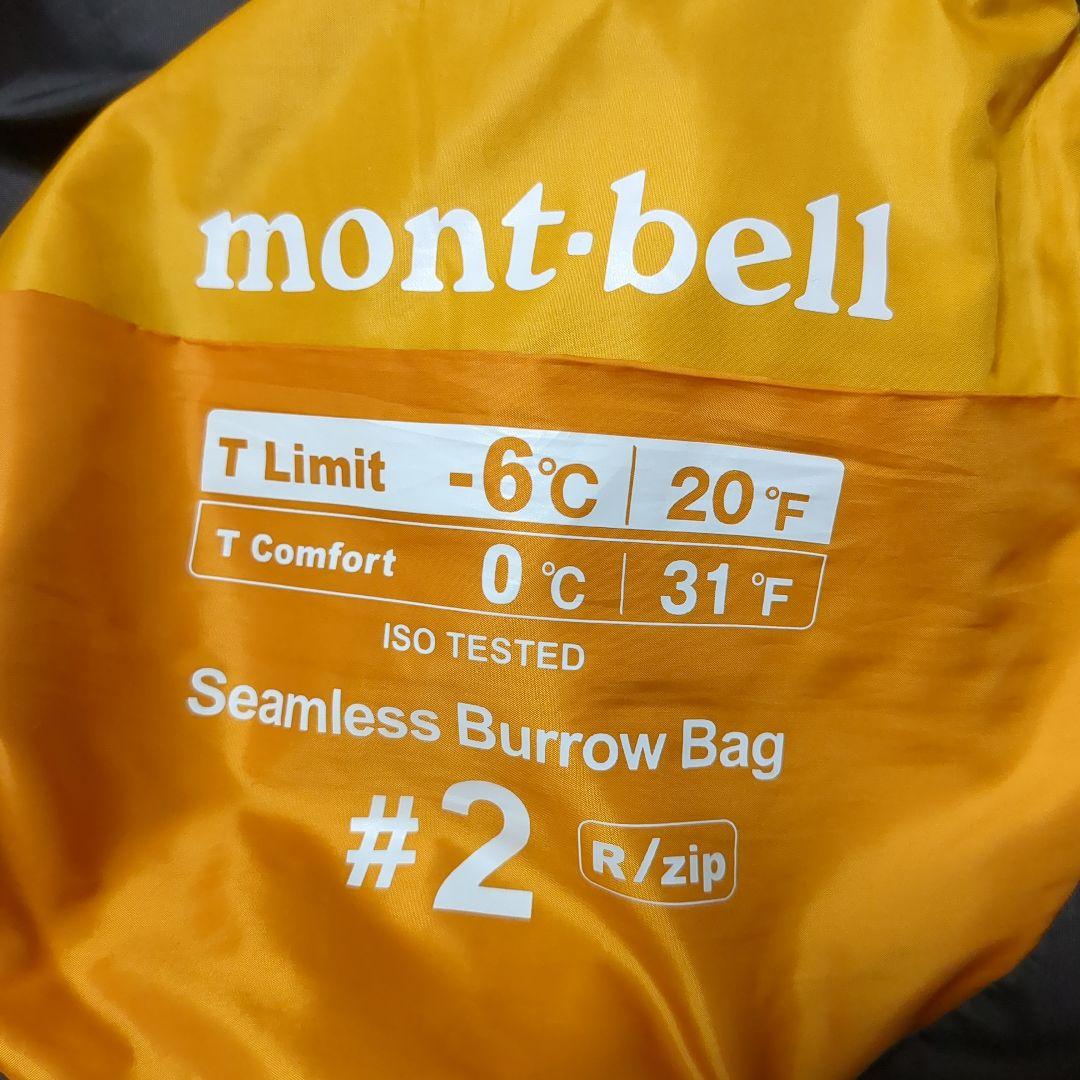 mont·bell
T Limit -6℃ | 20℉
T Comfort 0℃ | 31℉
ISO TESTED
Seamless Burrow Bag
#2 R/zip